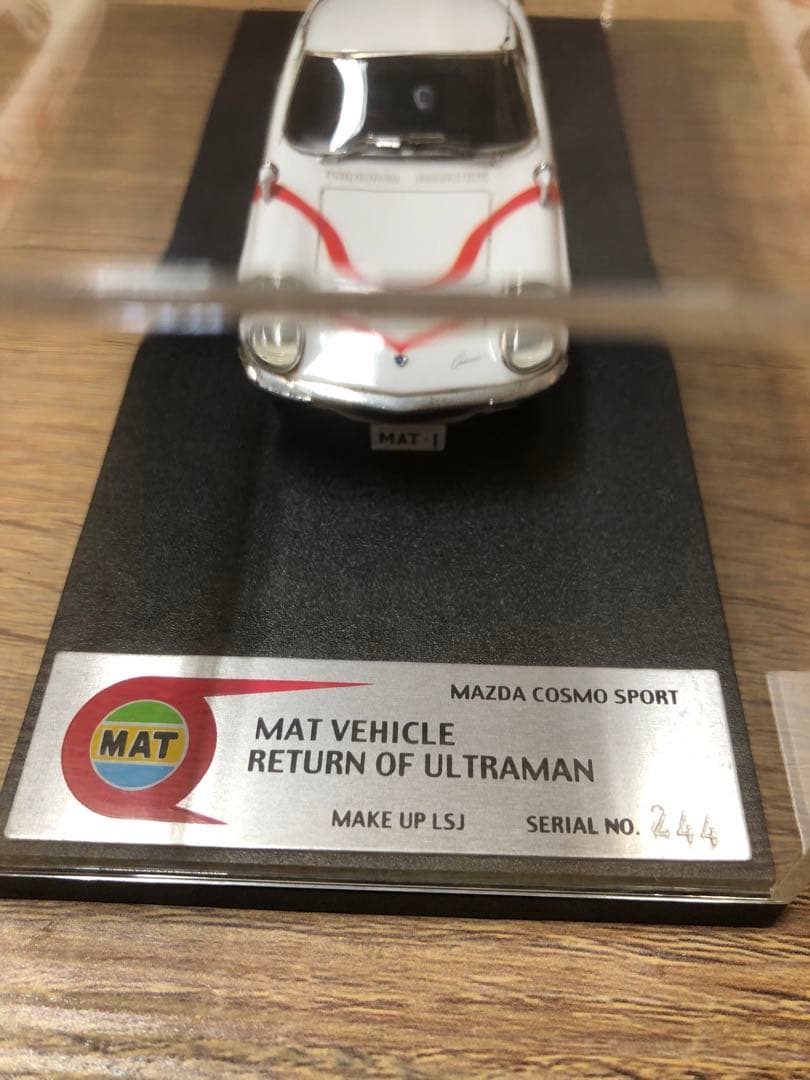 MAT 1
MAZDA COSMO SPORT
MAT
MAT VEHICLE
RETURN OF ULTRAMAN
MAKE UP LSJ
SERIAL NO. 244